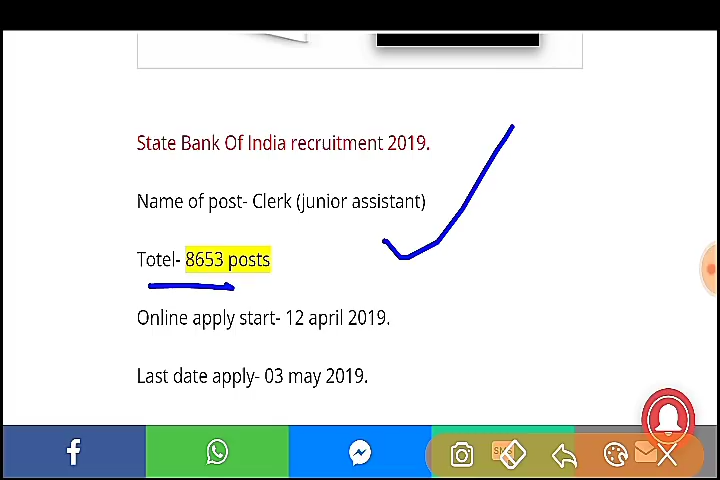 State Bank Of India recruitment 2019.
Name of post- Clerk (junior assistant)
Totel- 8653 posts
Online apply start- 12 april 2019.
Last date apply- 03 may 2019.
SMS